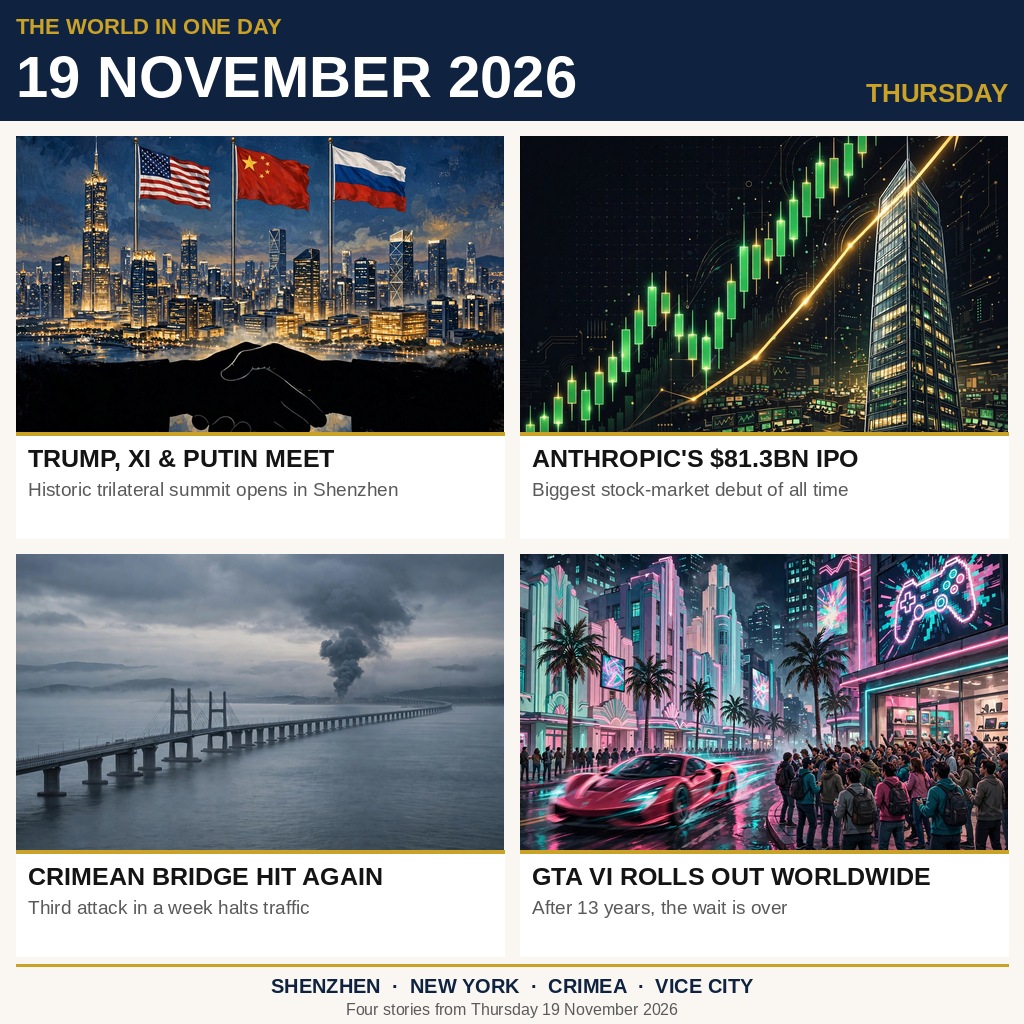 THE WORLD IN ONE DAY
19 NOVEMBER 2026
THURSDAY
TRUMP, XI & PUTIN MEET
Historic trilateral summit opens in Shenzhen
ANTHROPIC'S $81.3BN IPO
Biggest stock-market debut of all time
CRIMEAN BRIDGE HIT AGAIN
Third attack in a week halts traffic
GTA VI ROLLS OUT WORLDWIDE
After 13 years, the wait is over
SHENZHEN · NEW YORK · CRIMEA · VICE CITY
Four stories from Thursday 19 November 2026